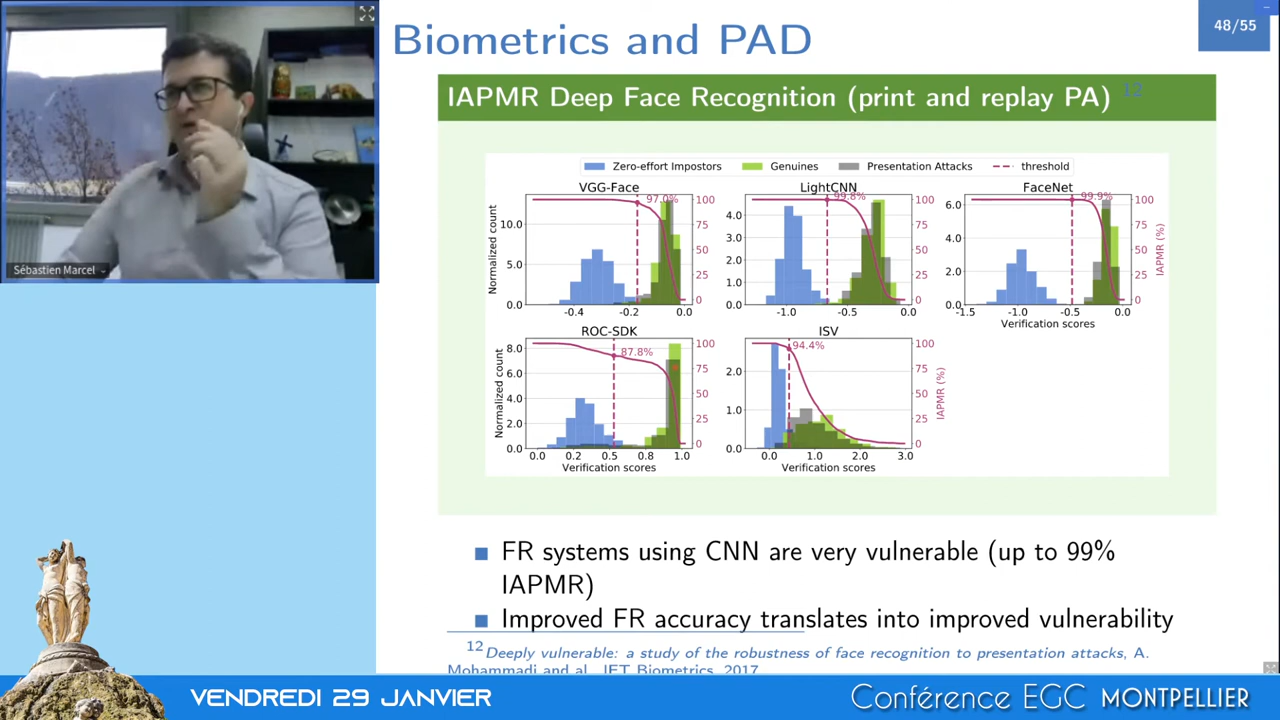 Biometrics and PAD
48/55
IAPMR Deep Face Recognition (print and replay PA) 12
Zero-effort Impostors Genuines Presentation Attacks threshold
VGG-Face
97.0%
Normalized count
10.0
5.0
0.0
-0.4 -0.2 0.0
100
75
50
25
0
LightCNN
99.8%
4.0
3.0
2.0
1.0
0.0
-1.0 -0.5 0.0
100
75
50
25
0
FaceNet
99.9%
6.0
4.0
2.0
0.0
-1.5 -1.0 -0.5 0.0
Verification scores
100
75
50
25
0
IAPMR (%)
ROC-SDK
87.8%
Normalized count
8.0
6.0
4.0
2.0
0.0
0.0 0.2 0.5 0.8 1.0
Verification scores
100
75
50
25
0
ISV
94.4%
2.0
1.0
0.0
0.0 1.0 2.0 3.0
Verification scores
100
75
50
25
0
IAPMR (%)
Sébastien Marcel
FR systems using CNN are very vulnerable (up to 99%
IAPMR)
Improved FR accuracy translates into improved vulnerability
12 Deeply vulnerable: a study of the robustness of face recognition to presentation attacks, A.
Mohammadi and al., IET Biometrics, 2017
VENDREDI 29 JANVIER
Conférence EGC MONTPELLIER